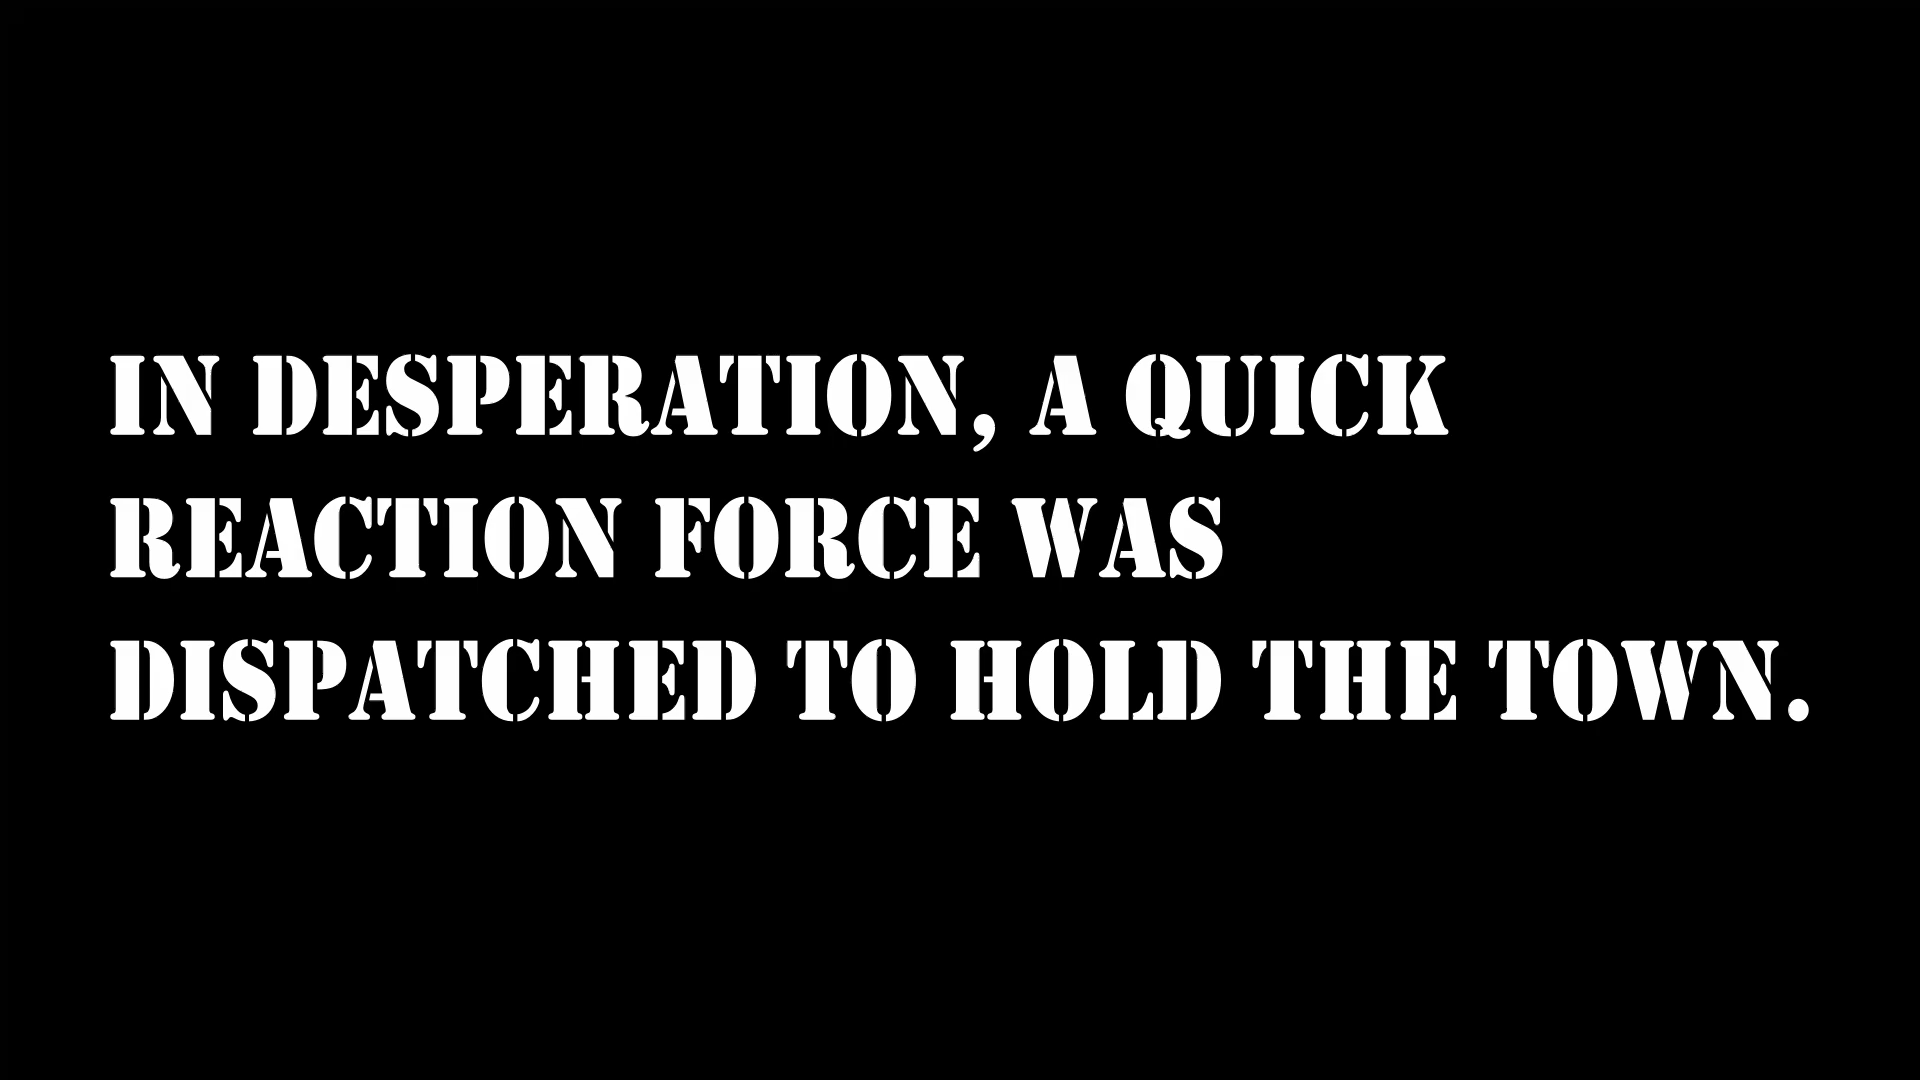 IN DESPERATION, A QUICK
REACTION FORCE WAS
DISPATCHED TO HOLD THE TOWN.